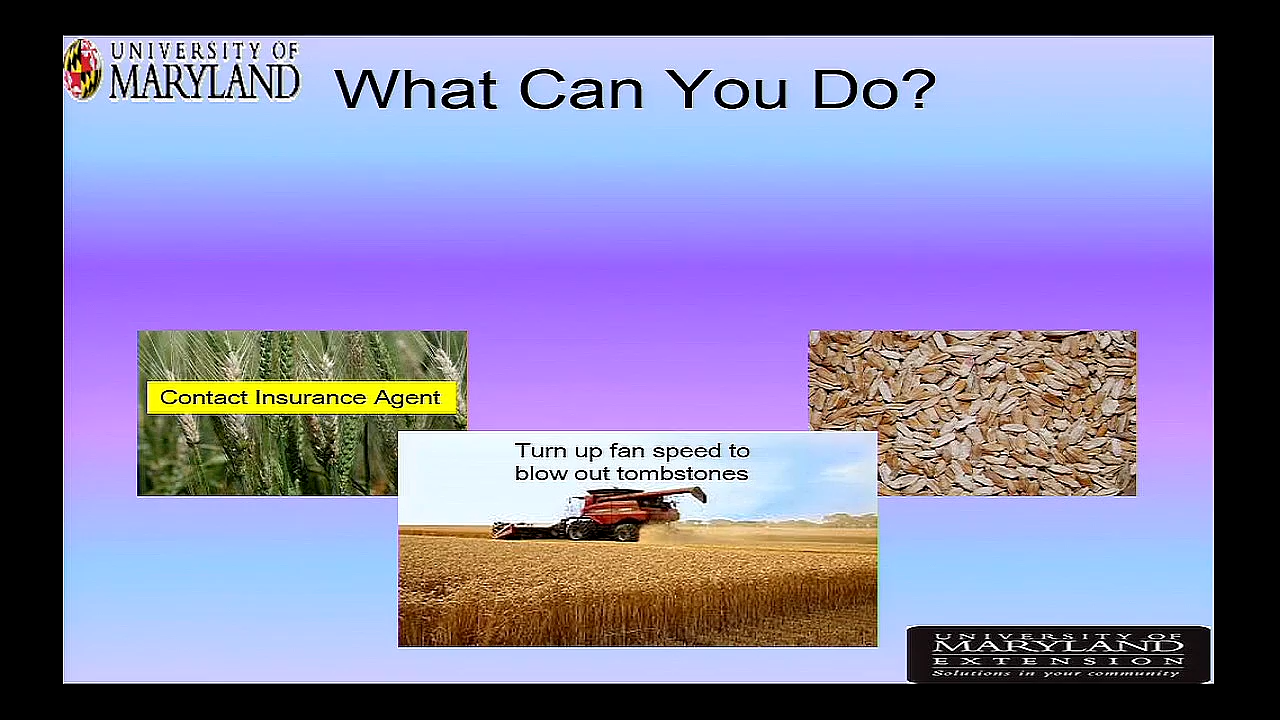 UNIVERSITY OF
MARYLAND
What Can You Do?
Contact Insurance Agent
Turn up fan speed to
blow out tombstones
UNIVERSITY OF
MARYLAND
EXTENSION
Solutions in your community